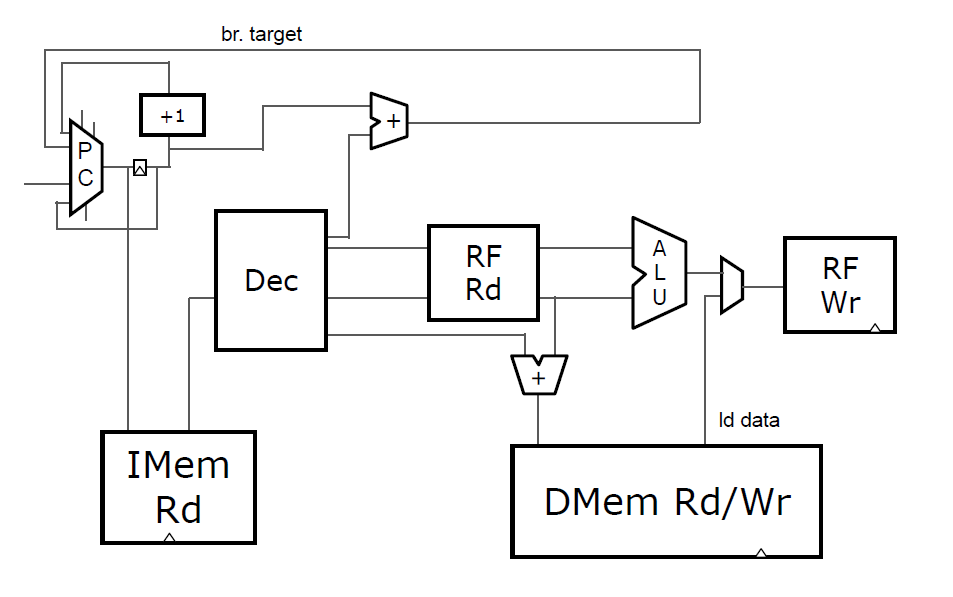 br. target
+1
+
P
C
Dec
RF
Rd
A
L
U
RF
Wr
+
ld data
IMem
Rd
DMem Rd/Wr